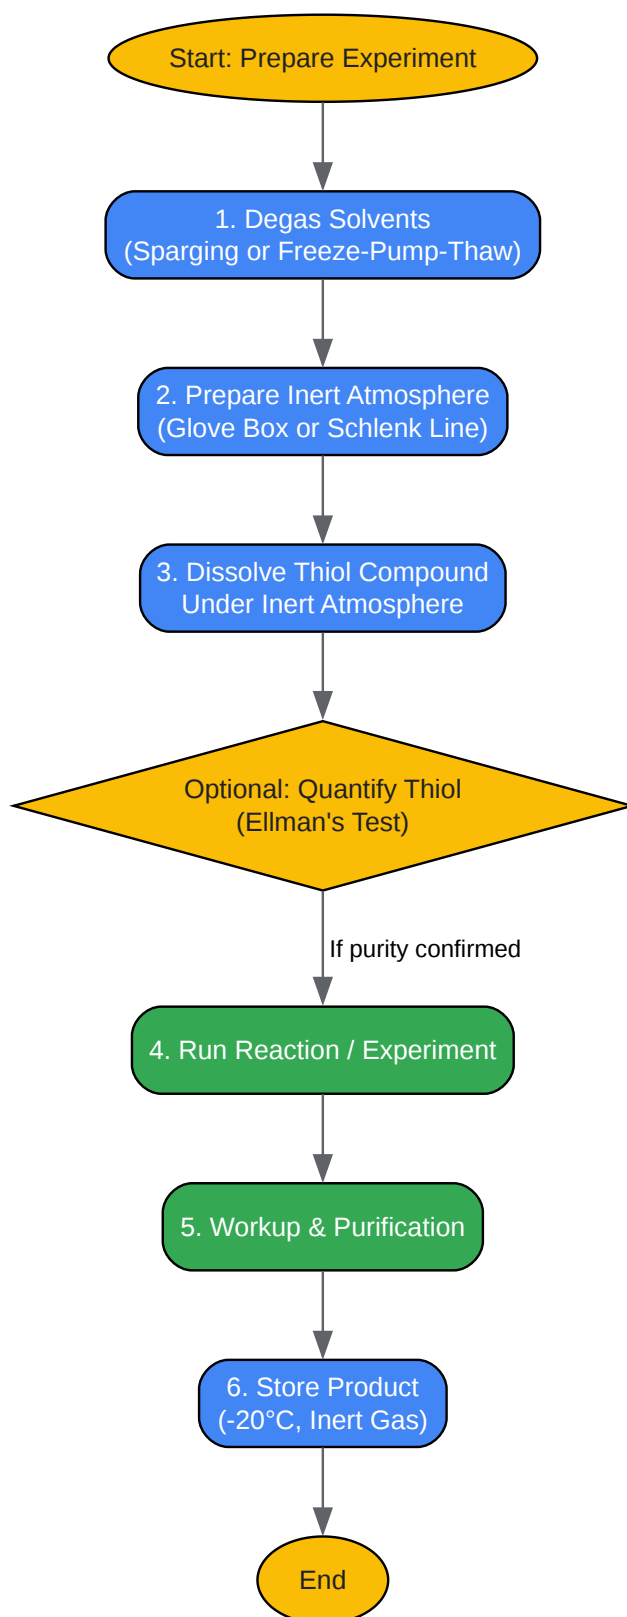 Start: Prepare Experiment
1. Degas Solvents
(Sparging or Freeze-Pump-Thaw)
2. Prepare Inert Atmosphere
(Glove Box or Schlenk Line)
3. Dissolve Thiol Compound
Under Inert Atmosphere
Optional: Quantify Thiol
(Ellman's Test)
If purity confirmed
4. Run Reaction / Experiment
5. Workup & Purification
6. Store Product
(-20°C, Inert Gas)
End